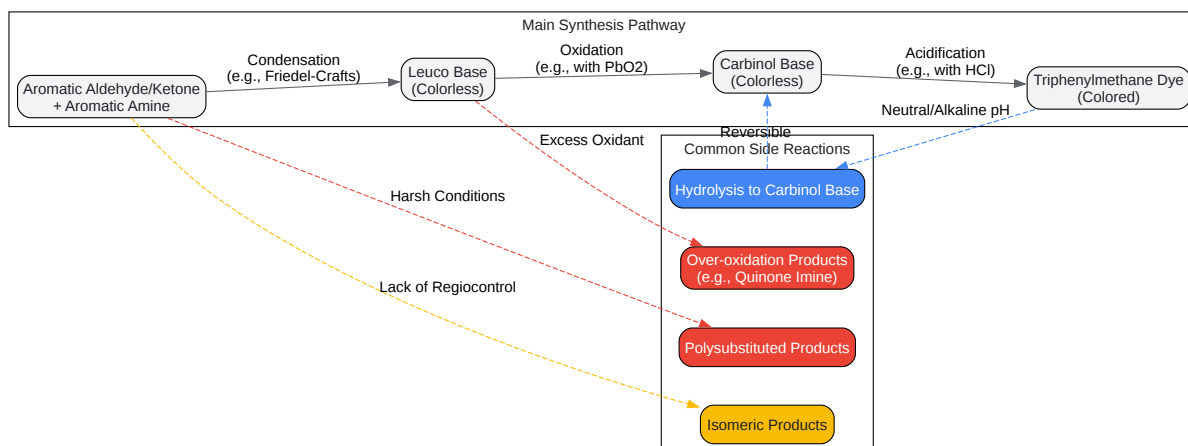 Main Synthesis Pathway
Aromatic Aldehyde/Ketone
+ Aromatic Amine
Condensation
(e.g., Friedel-Crafts)
Leuco Base
(Colorless)
Oxidation
(e.g., with PbO2)
Carbinol Base
(Colorless)
Acidification
(e.g., with HCl)
Triphenylmethane Dye
(Colored)
Neutral/Alkaline pH
Excess Oxidant
Reversible
Common Side Reactions
Hydrolysis to Carbinol Base
Harsh Conditions
Over-oxidation Products
(e.g., Quinone Imine)
Lack of Regiocontrol
Polysubstituted Products
Isomeric Products